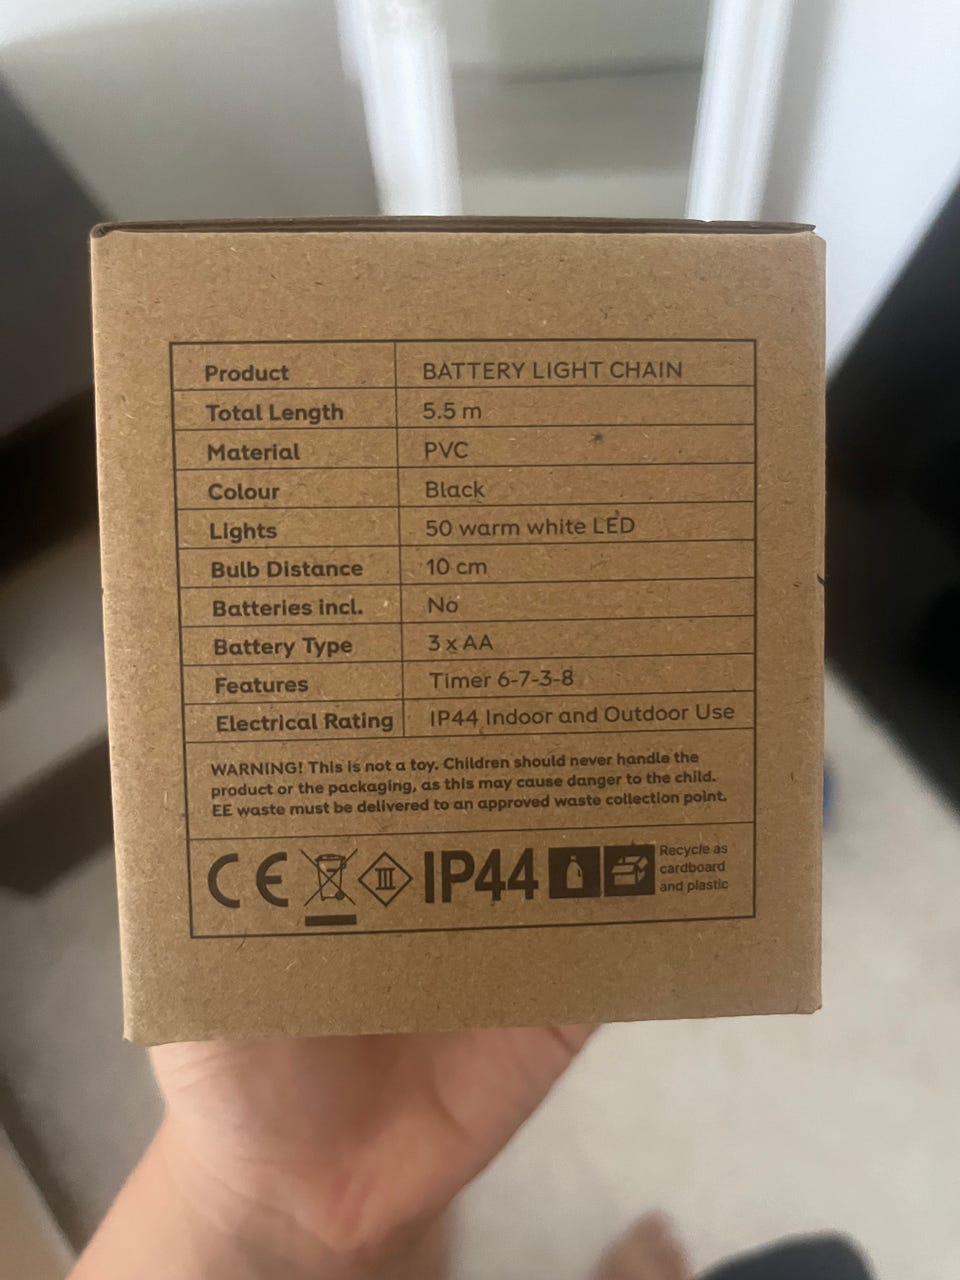 Product BATTERY LIGHT CHAIN
Total Length 5.5 m
Material PVC
Colour Black
Lights 50 warm white LED
Bulb Distance 10 cm
Batteries incl. No
Battery Type 3 x AA
Features Timer 6-7-3-8
Electrical Rating IP44 Indoor and Outdoor Use
WARNING! This is not a toy. Children should never handle the
product or the packaging, as this may cause danger to the child.
EE waste must be delivered to an approved waste collection point.
CE III IP44 Recycle as
cardboard
and plastic